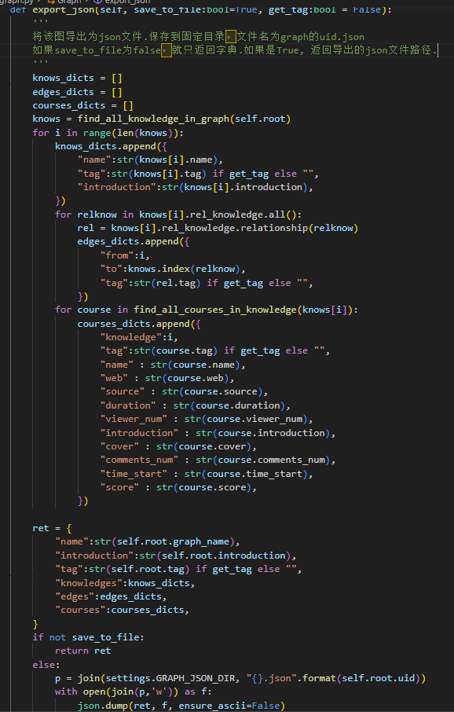 def export_json(self, save_to_file:bool=True, get_tag:bool = False):
    '''
    将该图导出为json文件.保存到固定目录，文件名为graph的uid.json
    如果save_to_file为false，就只返回字典.如果是True, 返回导出的json文件路径.
    '''
    knows_dicts = []
    edges_dicts = []
    courses_dicts = []
    knows = find_all_knowledge_in_graph(self.root)
    for i in range(len(knows)):
        knows_dicts.append({
            "name":str(knows[i].name),
            "tag":str(knows[i].tag) if get_tag else "",
            "introduction":str(knows[i].introduction),
        })
        for relknow in knows[i].rel_knowledge.all():
            rel = knows[i].rel_knowledge.relationship(relknow)
            edges_dicts.append({
                "from":i,
                "to":knows.index(relknow),
                "tag":str(rel.tag) if get_tag else "",
            })
        for course in find_all_courses_in_knowledge(knows[i]):
            courses_dicts.append({
                "knowledge":i,
                "tag":str(course.tag) if get_tag else "",
                "name" : str(course.name),
                "web" : str(course.web),
                "source" : str(course.source),
                "duration" : str(course.duration),
                "viewer_num" : str(course.viewer_num),
                "introduction" : str(course.introduction),
                "cover" : str(course.cover),
                "comments_num" : str(course.comments_num),
                "time_start" : str(course.time_start),
                "score" : str(course.score),
            })
    ret = {
        "name":str(self.root.graph_name),
        "introduction":str(self.root.introduction),
        "tag":str(self.root.tag) if get_tag else "",
        "knowledges":knows_dicts,
        "edges":edges_dicts,
        "courses":courses_dicts,
    }
    if not save_to_file:
        return ret
    else:
        p = join(settings.GRAPH_JSON_DIR, "{}.json".format(self.root.uid))
        with open(join(p,'w')) as f:
            json.dump(ret, f, ensure_ascii=False)